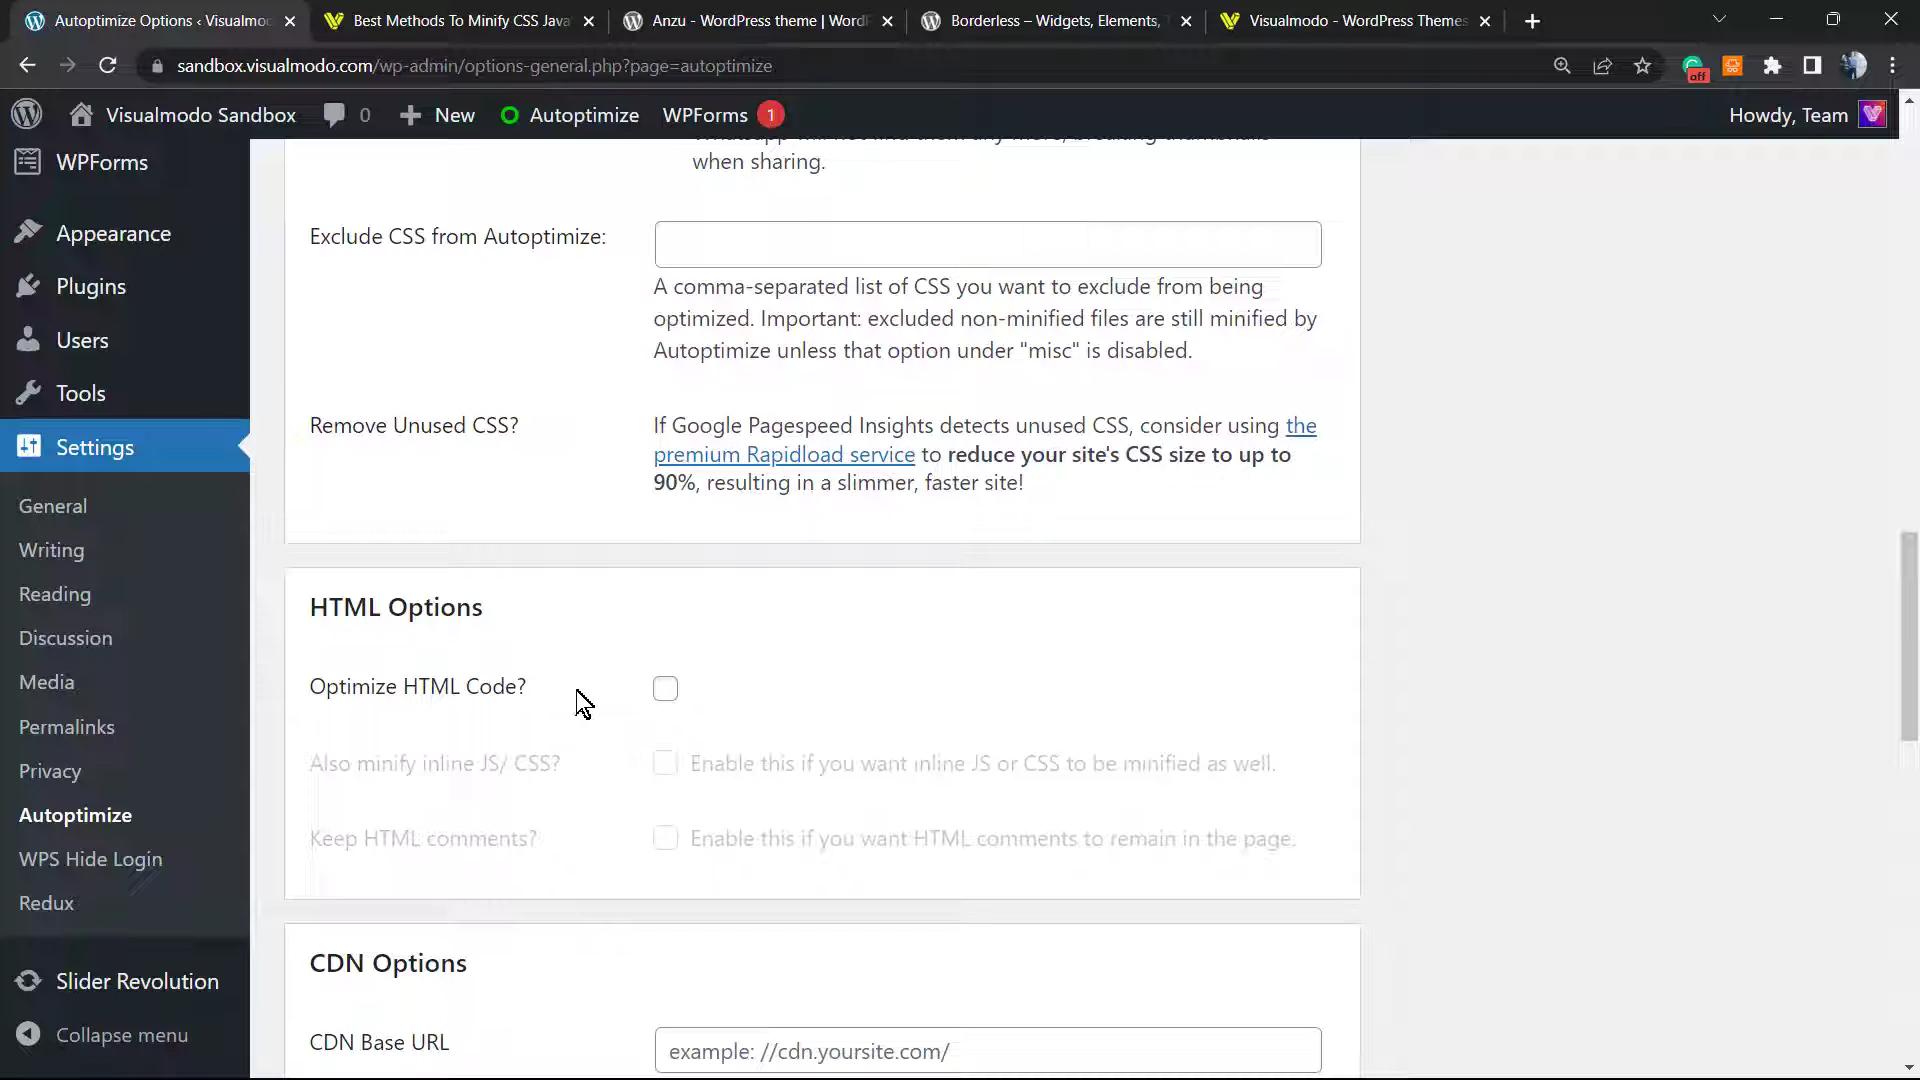 Autoptimize Options ‹ Visualmo
Best Methods To Minify CSS Java
Anzu - WordPress theme | Word
Borderless – Widgets, Elements,
Visualmodo - WordPress Themes
sandbox.visualmodo.com/wp-admin/options-general.php?page=autoptimize
off
Visualmodo Sandbox
0
New
Autoptimize
WPForms
1
Howdy, Team
WPForms
Appearance
Plugins
Users
Tools
Settings
General
Writing
Reading
Discussion
Media
Permalinks
Privacy
Autoptimize
WPS Hide Login
Redux
Slider Revolution
Collapse menu
when sharing.
Exclude CSS from Autoptimize:
A comma-separated list of CSS you want to exclude from being
optimized. Important: excluded non-minified files are still minified by
Autoptimize unless that option under "misc" is disabled.
Remove Unused CSS?
If Google Pagespeed Insights detects unused CSS, consider using the
premium Rapidload service to reduce your site's CSS size to up to
90%, resulting in a slimmer, faster site!
HTML Options
Optimize HTML Code?
Also minify inline JS/ CSS?
Enable this if you want inline JS or CSS to be minified as well.
Keep HTML comments?
Enable this if you want HTML comments to remain in the page.
CDN Options
CDN Base URL
example: //cdn.yoursite.com/